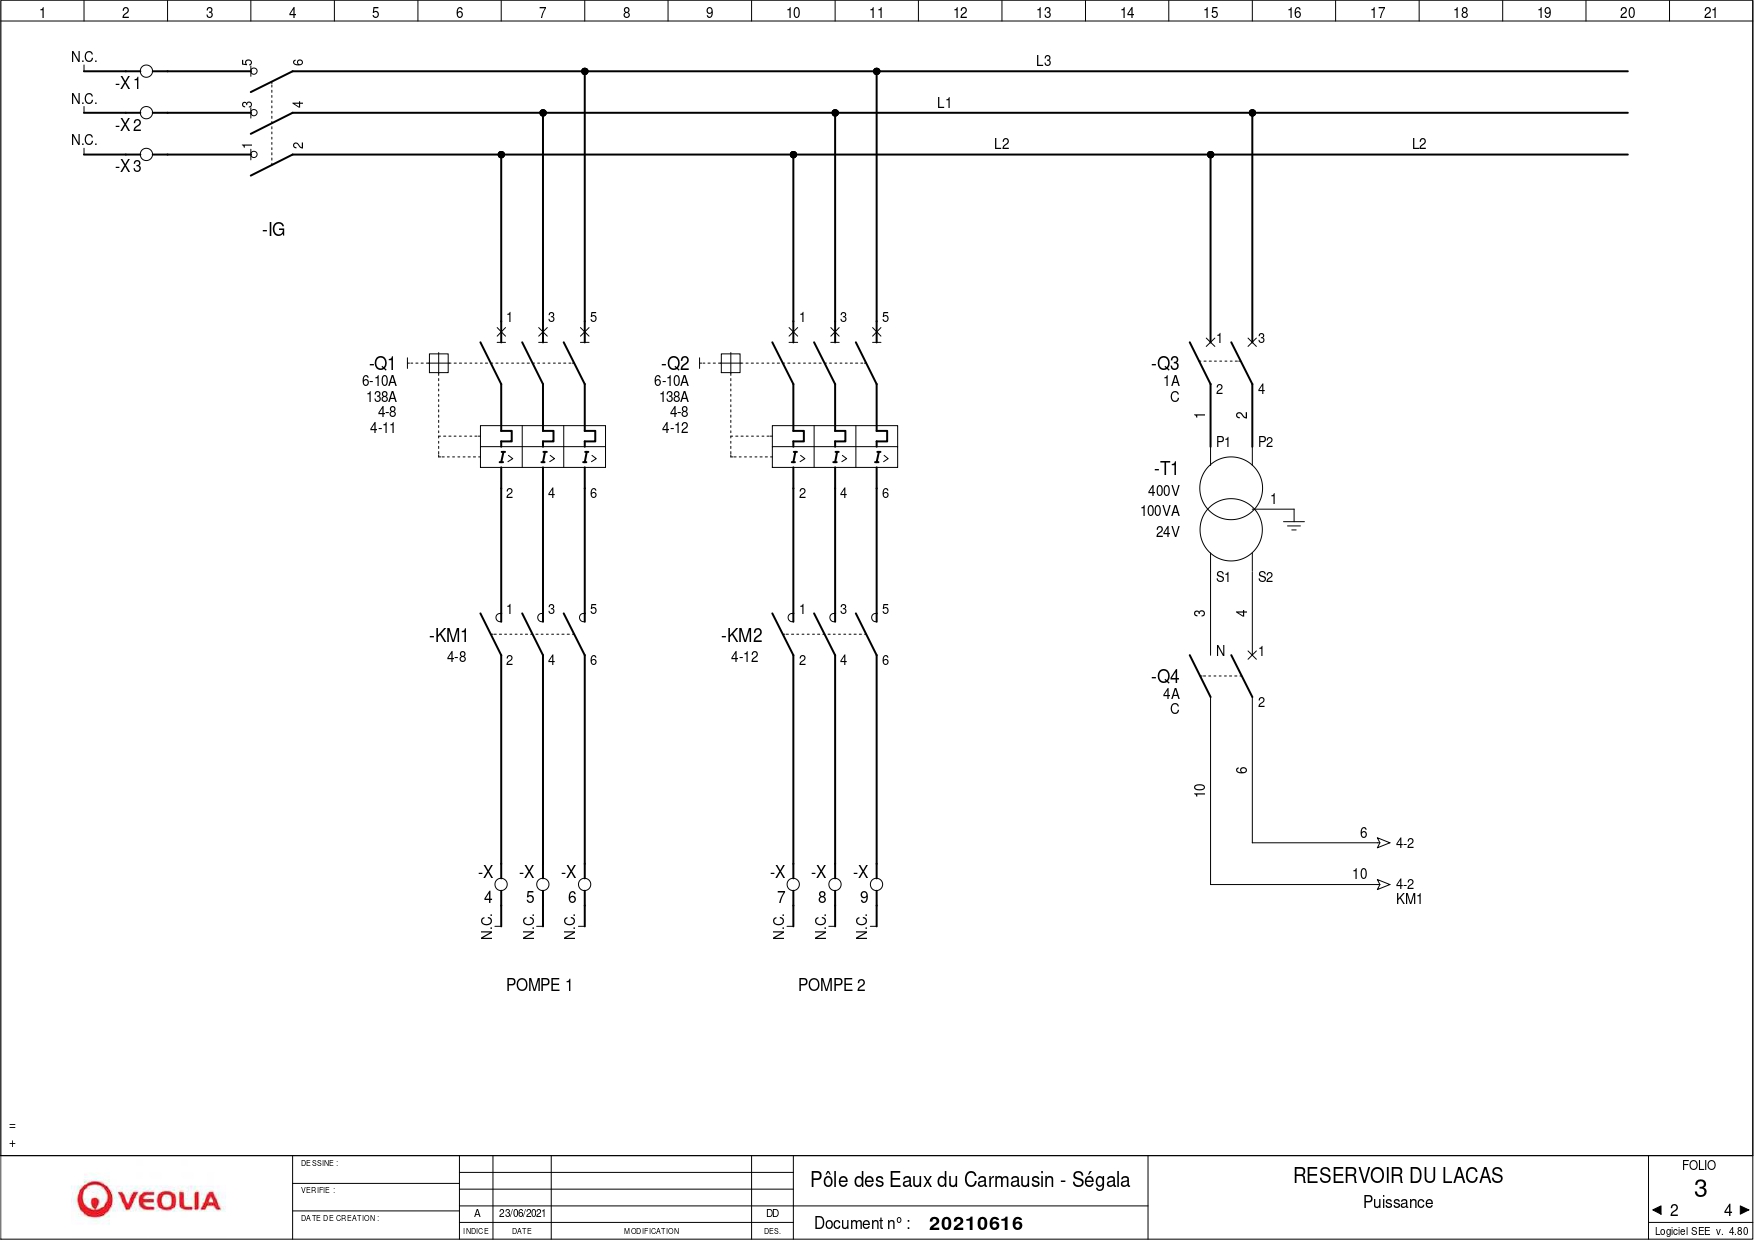 1 2 3 4 5 6 7 8 9 10 11 12 13 14 15 16 17 18 19 20 21
N.C. -X1
N.C. -X2
N.C. -X3
5 6
3 4
1 2
-IG
L3
L1
L2
L2
-Q1
6-10A
138A
4-8
4-11
1 3 5
2 4 6
I> I> I>
-KM1
4-8
1 3 5
2 4 6
-X -X -X
4 5 6
N.C. N.C. N.C.
POMPE 1
-Q2
6-10A
138A
4-8
4-12
1 3 5
2 4 6
I> I> I>
-KM2
4-12
1 3 5
2 4 6
-X -X -X
7 8 9
N.C. N.C. N.C.
POMPE 2
-Q3
1A
C
1 3
2 4
1 2
P1 P2
-T1
400V
100VA
24V
1
S1 S2
3 4
-Q4
4A
C
N 1
2
10 6
6
4-2
10
4-2
KM1
=
+
VEOLIA
DESSINE :
VERIFIE :
DATE DE CREATION :
A 23/06/2021 DD
INDICE DATE MODIFICATION DES.
Pôle des Eaux du Carmausin - Ségala
Document n° : 20210616
RESERVOIR DU LACAS
Puissance
FOLIO
3
◄ 2 4 ►
Logiciel SEE v. 4.80